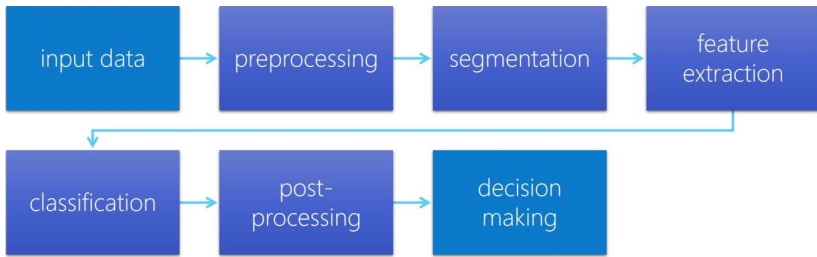 input data
preprocessing
segmentation
feature
extraction
classification
post-
processing
decision
making